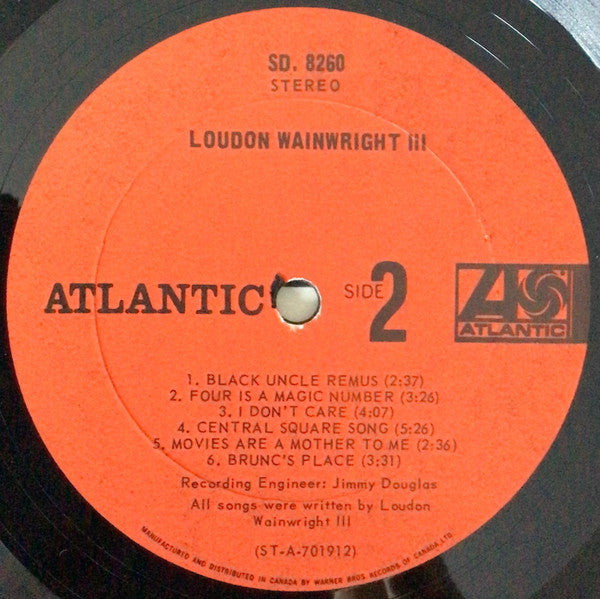 SD. 8260
STEREO
LOUDON WAINWRIGHT III
ATLANTIC
SIDE 2
ATLANTIC
1. BLACK UNCLE REMUS (2:37)
2. FOUR IS A MAGIC NUMBER (3:26)
3. I DON'T CARE (4:07)
4. CENTRAL SQUARE SONG (5:26)
5. MOVIES ARE A MOTHER TO ME (2:36)
6. BRUNC'S PLACE (3:31)
Recording Engineer: Jimmy Douglas
All songs were written by Loudon
Wainwright III
(ST-A-701912)
MANUFACTURED AND DISTRIBUTED IN CANADA BY WARNER BROS. RECORDS OF CANADA, LTD.